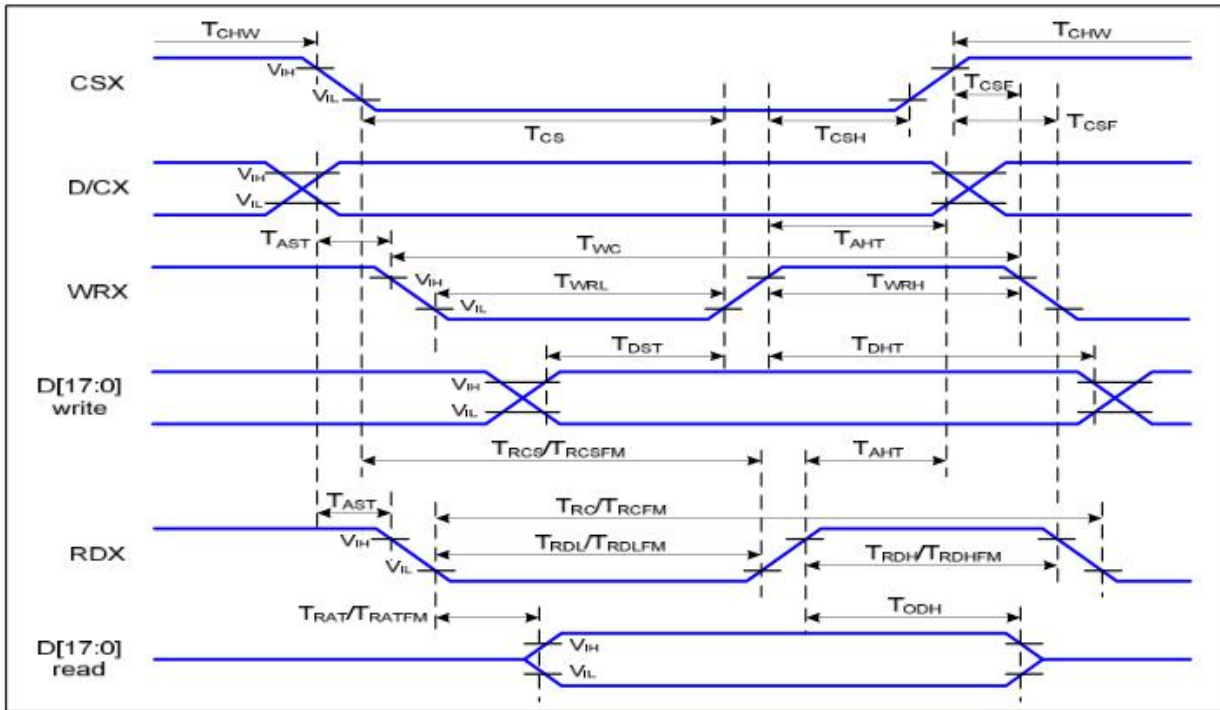 TCHW TCHW
CSX
VIH
VIL
TCSF
TCSF
TCS TCSH
D/CX
VIH
VIL
TAST TWC TAHT
WRX
VIH
VIL
TWRL TWRH
TDST TDHT
D[17:0]
write
VIH
VIL
TRCS/TRCSFM TAHT
TAST TRC/TRCFM
RDX
VIH
VIL
TRDL/TRDLFM TRDH/TRDHFM
TRAT/TRATFM TODH
D[17:0]
read
VIH
VIL